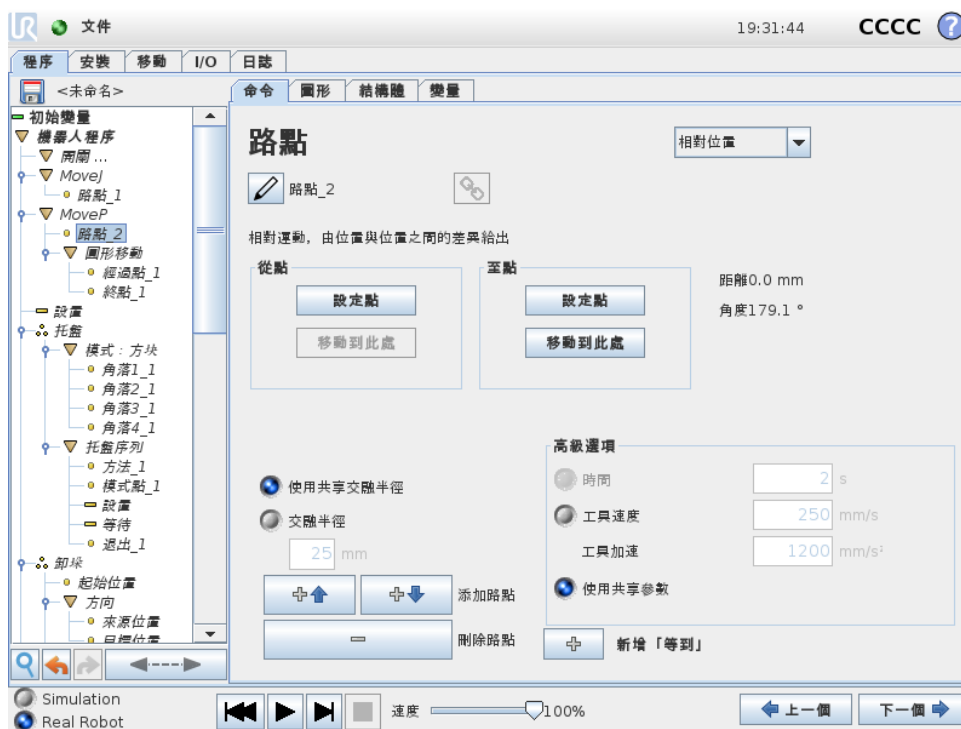 UR 文件 19:31:44 CCCC ?
程序 安裝 移動 I/O 日誌
<未命名>
命令 圖形 結構體 變量
初始變量
機器人程序
開關 ...
MoveJ
路點_1
MoveP
路點_2
圓形移動
經過點_1
終點_1
設置
托盤
模式：方块
角落1_1
角落2_1
角落3_1
角落4_1
托盤序列
方法_1
模式點_1
設置
等待
退出_1
卸垛
起始位置
方向
來源位置
目標位置
路點
相對位置
路點_2
相對運動，由位置與位置之間的差異給出
從點
設定點
移動到此處
至點
設定點
移動到此處
距離0.0 mm
角度179.1 °
使用共享交融半徑
交融半徑
25 mm
添加路點
刪除路點
高級選項
時間 2 s
工具速度 250 mm/s
工具加速 1200 mm/s²
使用共享參數
新增「等到」
Simulation
Real Robot
速度 100%
上一個 下一個